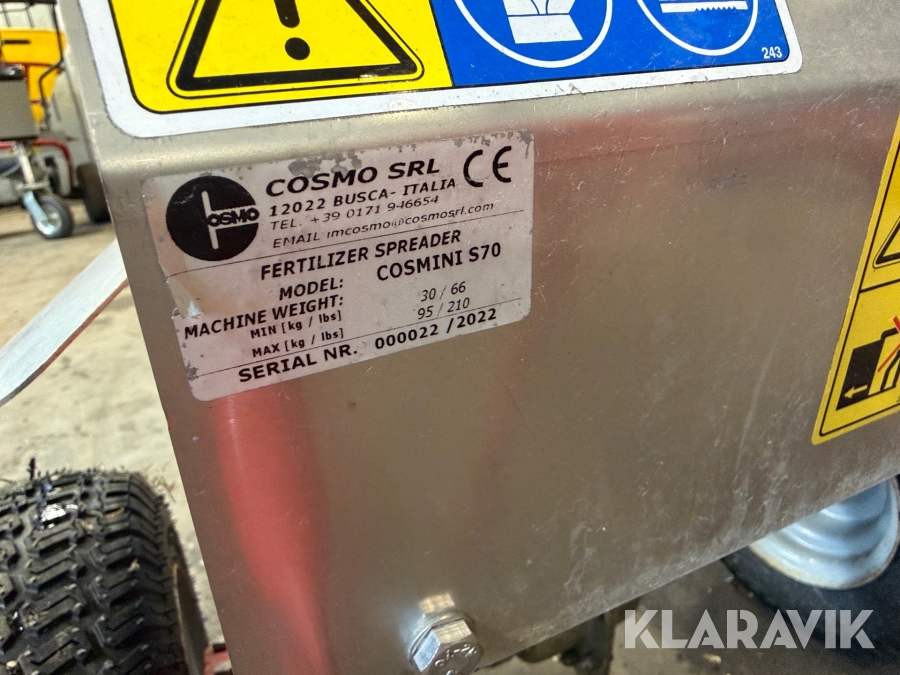 243
COSMO
COSMO SRL
12022 BUSCA- ITALIA
TEL. +39 0171 946654
EMAIL imcosmo@cosmosrl.com
CE
FERTILIZER SPREADER
MODEL: COSMINI S70
MACHINE WEIGHT:
MIN [kg / lbs] 30 / 66
MAX [kg / lbs] 95 / 210
SERIAL NR. 000022 / 2022
KLARAVIK